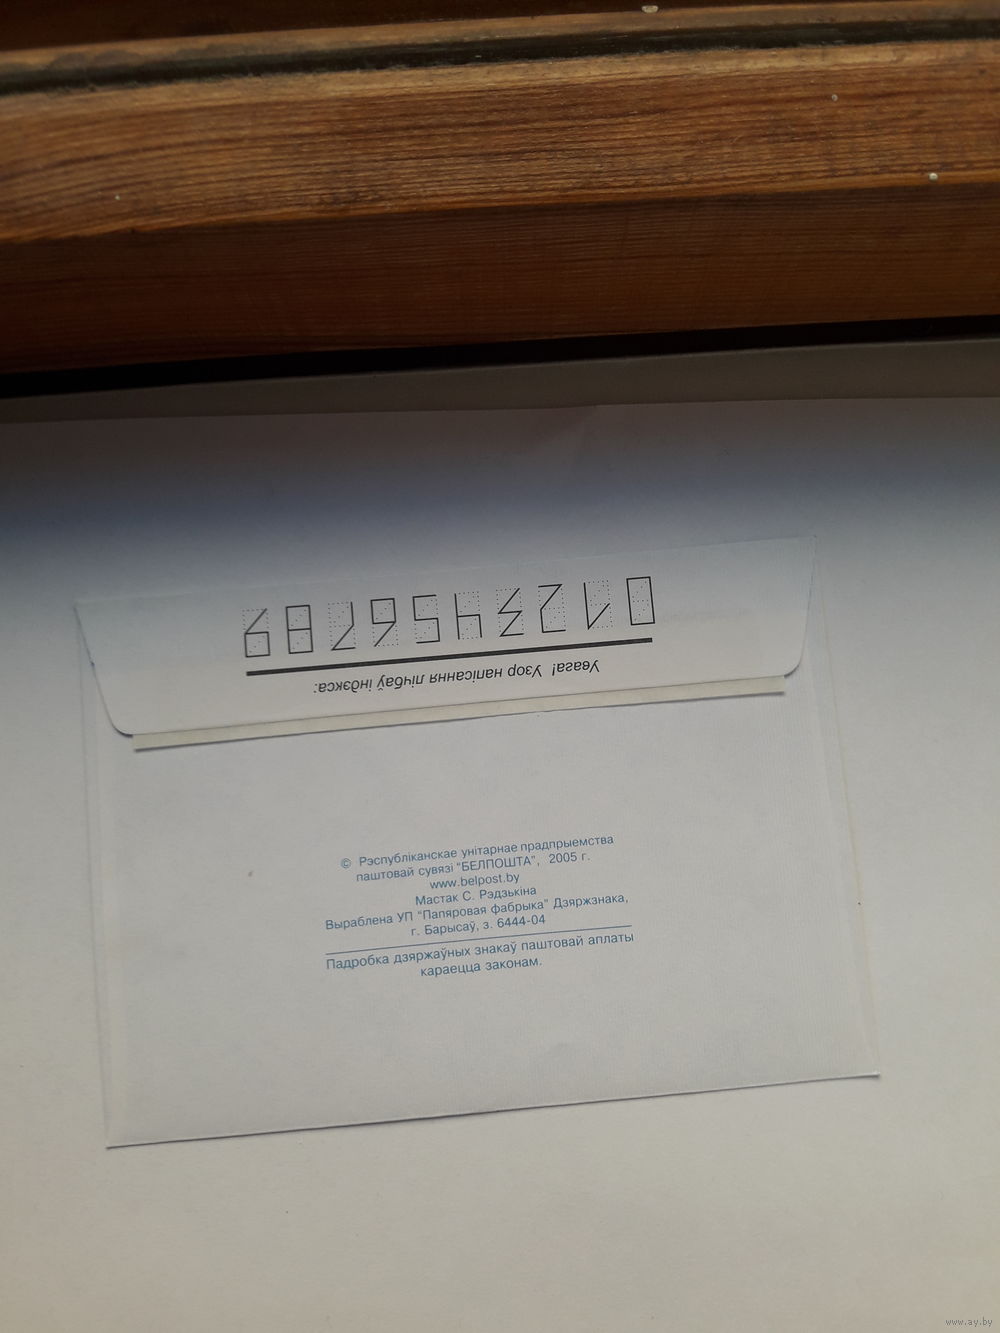 Увага! Узор напісання лічбаў індэкса:
0123456789
© Рэспубліканскае унітарнае прадпрыемства
паштовай сувязі "БЕЛПОШТА", 2005 г.
www.belpost.by
Мастак С. Рэдзькіна
Выраблена УП "Папяровая фабрыка" Дзяржзнака,
г. Барысаў, з. 6444-04
Падробка дзяржаўных знакаў паштовай аплаты
караецца законам.
www.ay.by